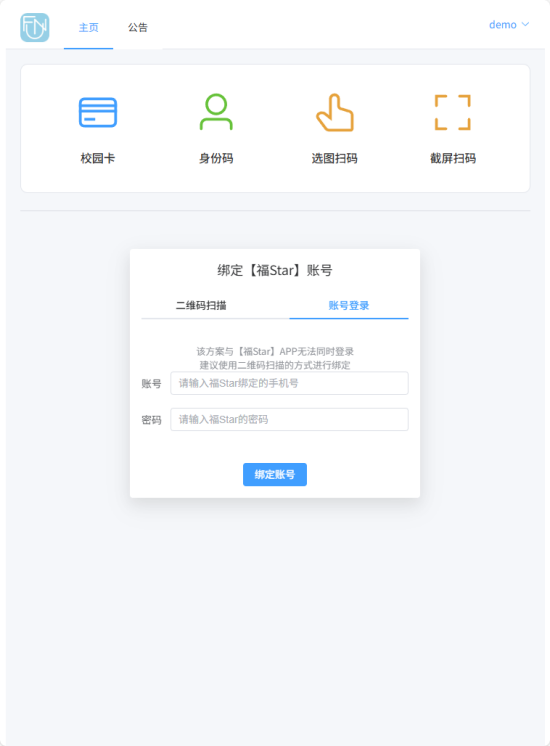 FIN
主页
公告
demo
校园卡
身份码
选图扫码
截屏扫码
绑定【福Star】账号
二维码扫描
账号登录
该方案与【福Star】APP无法同时登录
建议使用二维码扫描的方式进行绑定
账号
请输入福Star绑定的手机号
密码
请输入福Star的密码
绑定账号